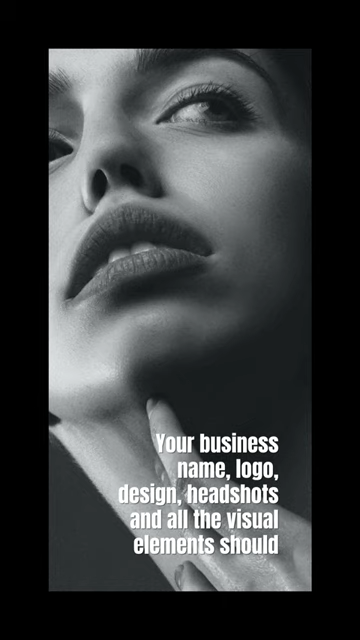 Your business
name, logo,
design, headshots
and all the visual
elements should